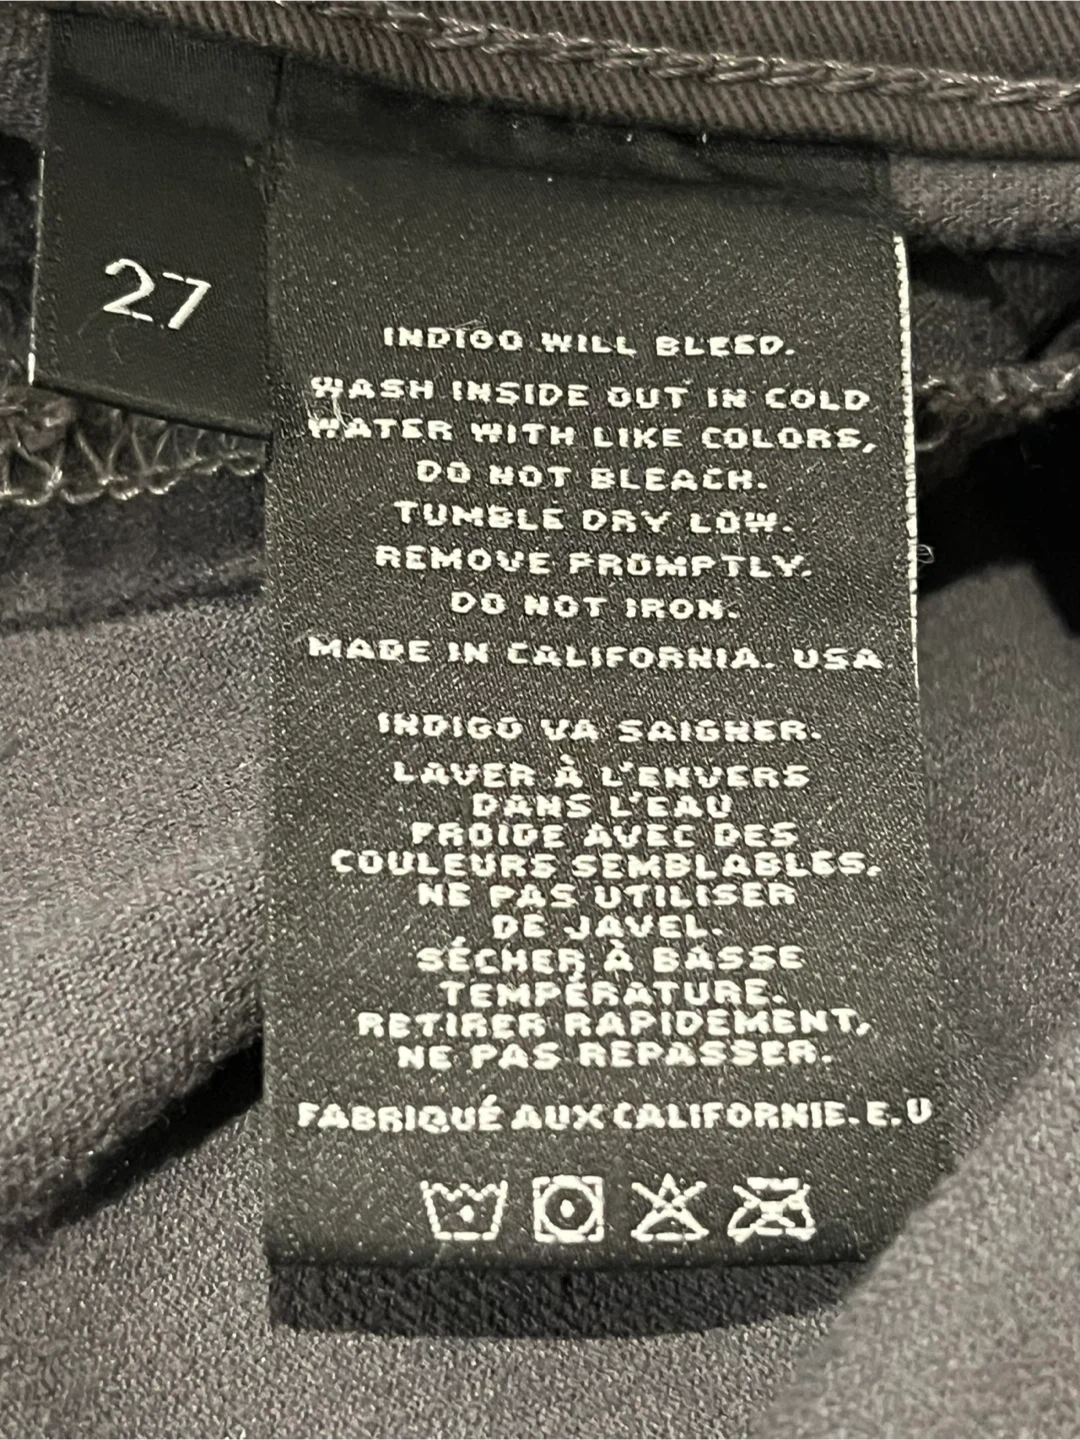 27
INDIGO WILL BLEED.
WASH INSIDE OUT IN COLD
WATER WITH LIKE COLORS,
DO NOT BLEACH.
TUMBLE DRY LOW.
REMOVE PROMPTLY.
DO NOT IRON.
MADE IN CALIFORNIA. USA
INDIGO VA SAIGNER.
LAVER À L'ENVERS
DANS L'EAU
FROIDE AVEC DES
COULEURS SEMBLABLES,
NE PAS UTILISER
DE JAVEL.
SÉCHER À BASSE
TEMPÉRATURE.
RETIRER RAPIDEMENT,
NE PAS REPASSER.
FABRIQUÉ AUX CALIFORNIE. E.U